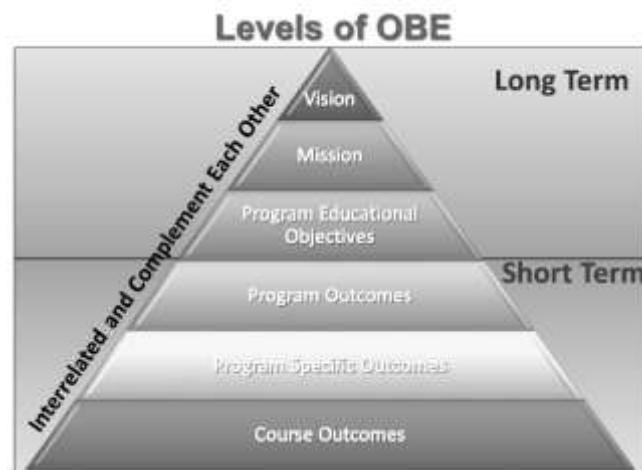 Levels of OBE
Long Term
Vision
Mission
Program Educational
Objectives
Interrelated and Complement Each Other
Short Term
Program Outcomes
Program Specific Outcomes
Course Outcomes